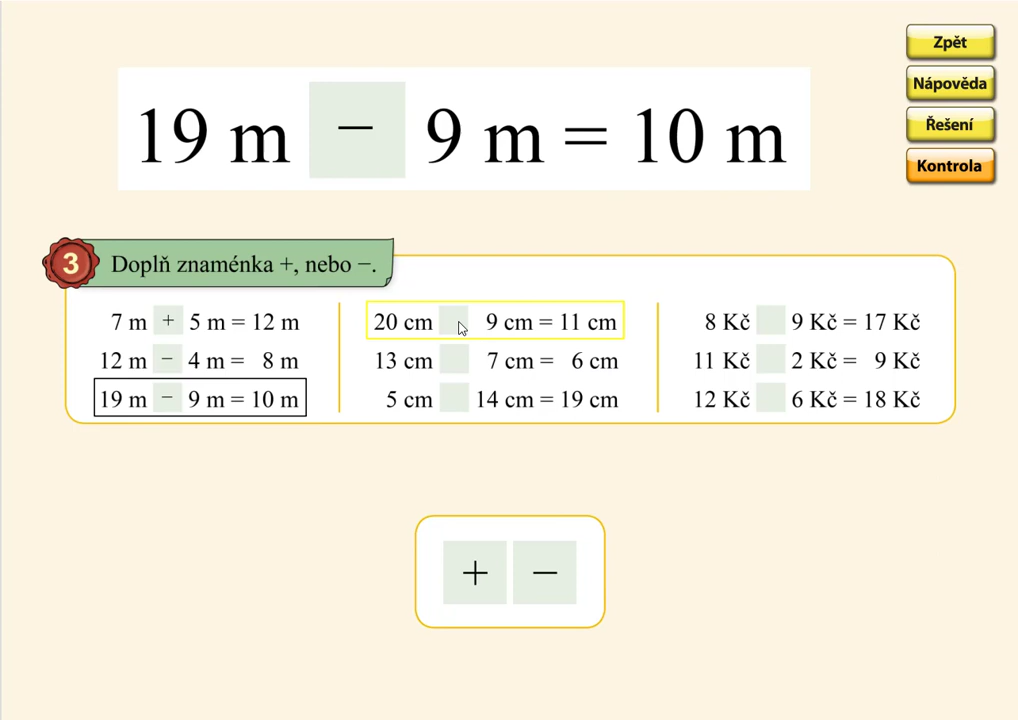 Zpět
Nápověda
Řešení
Kontrola
19 m − 9 m = 10 m
3 Doplň znaménka +, nebo −.
7 m + 5 m = 12 m
12 m − 4 m = 8 m
19 m − 9 m = 10 m
20 cm 9 cm = 11 cm
13 cm 7 cm = 6 cm
5 cm 14 cm = 19 cm
8 Kč 9 Kč = 17 Kč
11 Kč 2 Kč = 9 Kč
12 Kč 6 Kč = 18 Kč
+ −